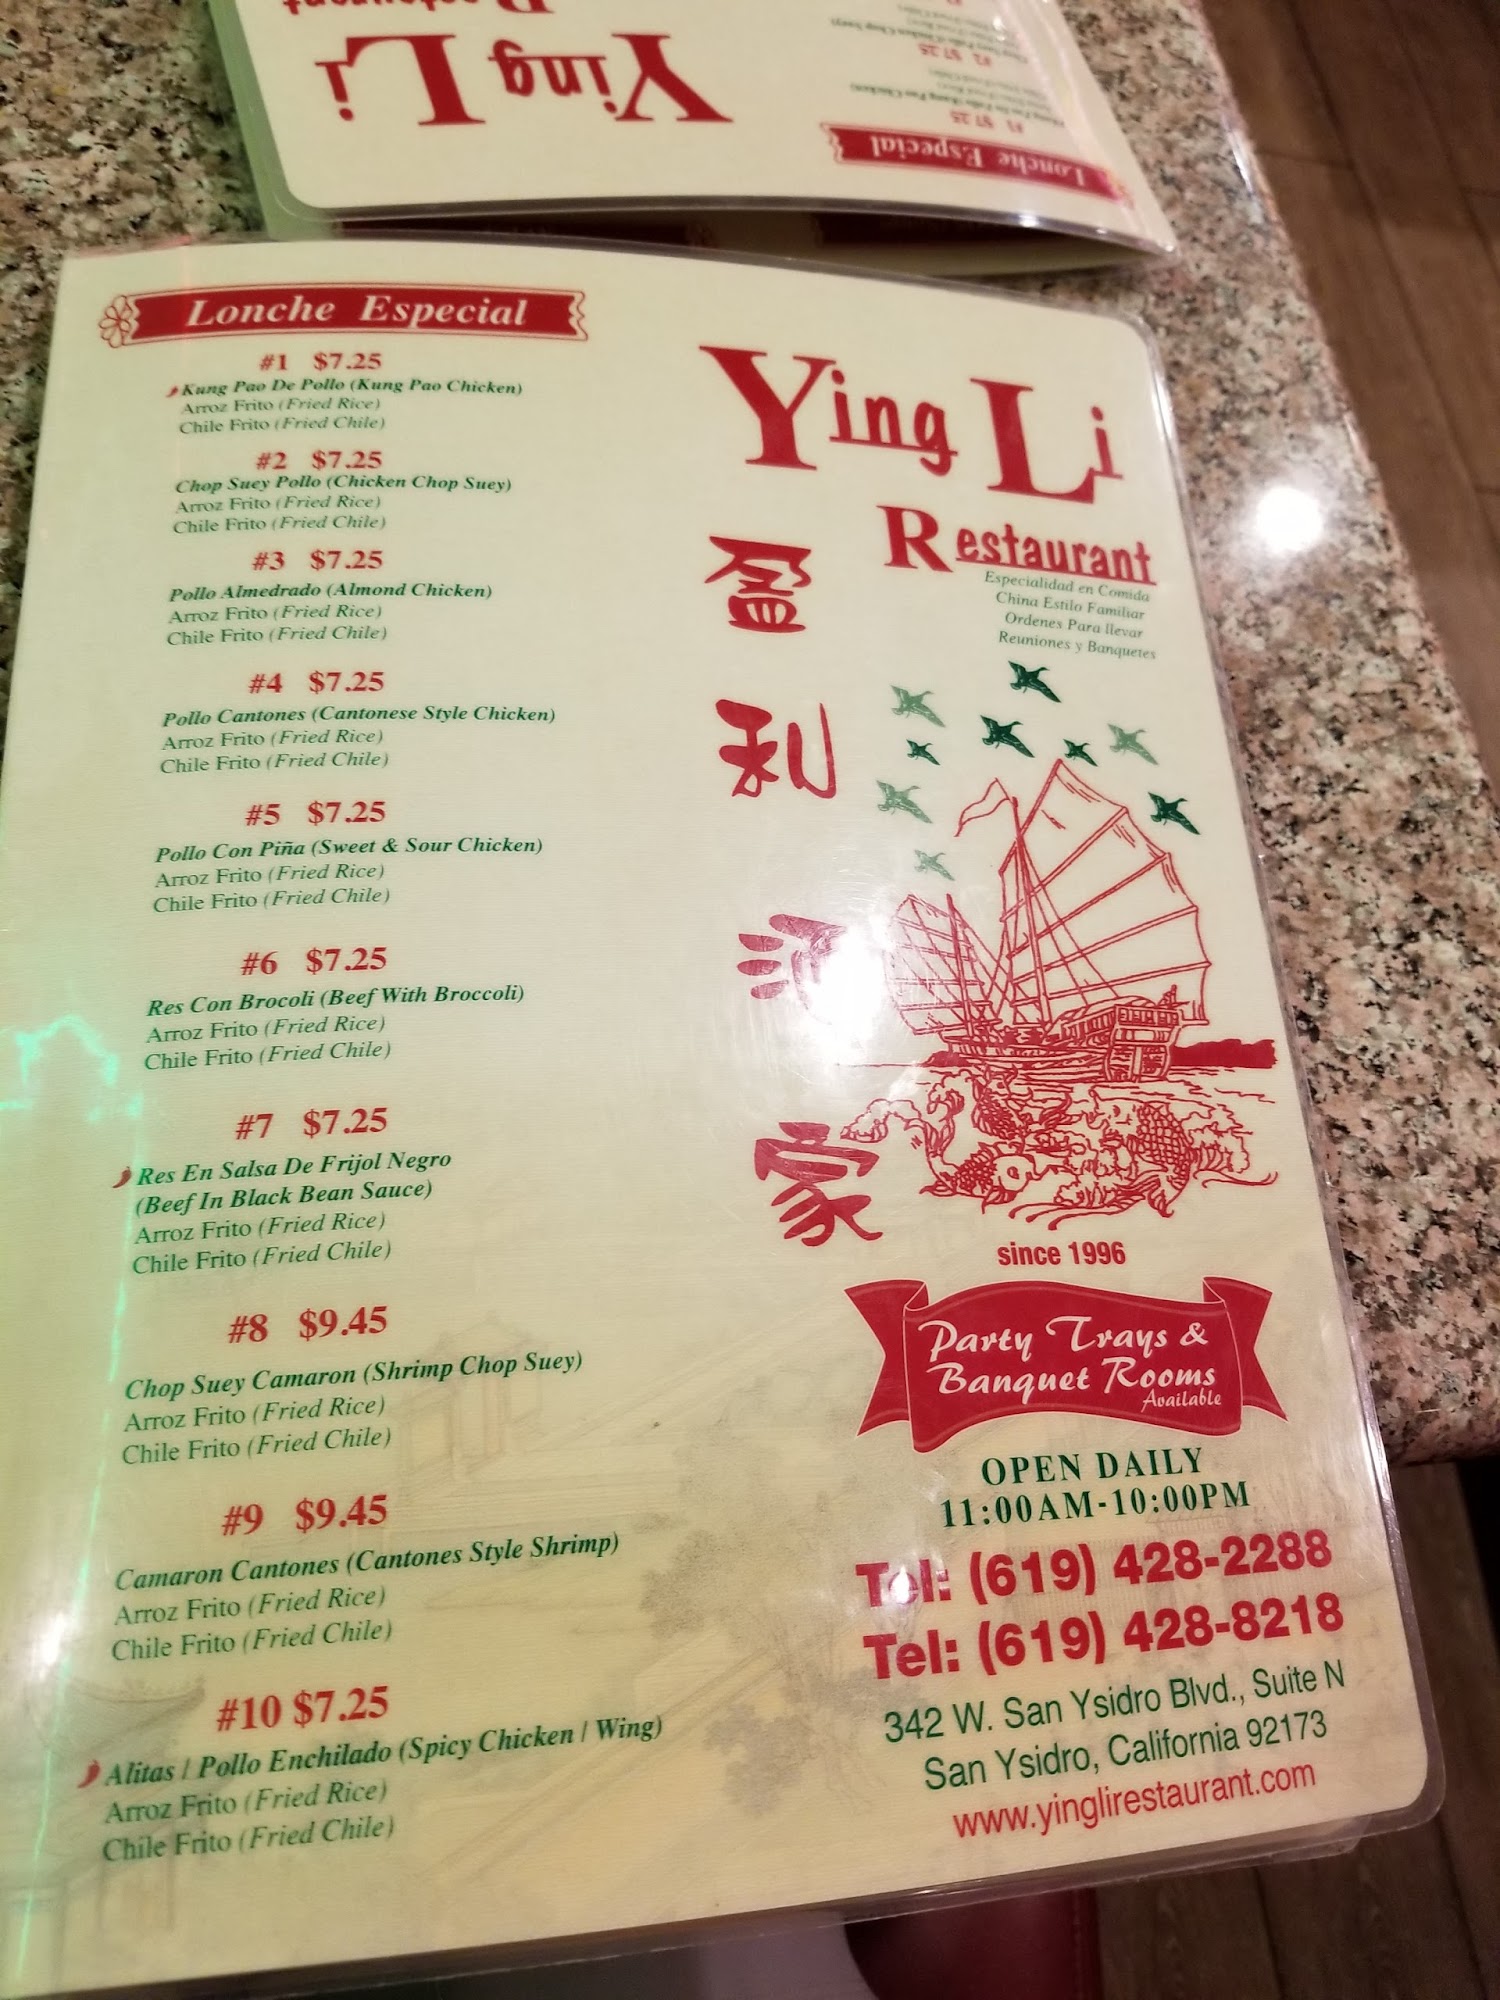 Ying Li
Lonche Especial
#1 $7.25
#2 $7.25
Lonche Especial
#1 $7.25
Kung Pao De Pollo (Kung Pao Chicken)
Arroz Frito (Fried Rice)
Chile Frito (Fried Chile)
#2 $7.25
Chop Suey Pollo (Chicken Chop Suey)
Arroz Frito (Fried Rice)
Chile Frito (Fried Chile)
#3 $7.25
Pollo Almedrado (Almond Chicken)
Arroz Frito (Fried Rice)
Chile Frito (Fried Chile)
#4 $7.25
Pollo Cantones (Cantonese Style Chicken)
Arroz Frito (Fried Rice)
Chile Frito (Fried Chile)
#5 $7.25
Pollo Con Piña (Sweet & Sour Chicken)
Arroz Frito (Fried Rice)
Chile Frito (Fried Chile)
#6 $7.25
Res Con Brocoli (Beef With Broccoli)
Arroz Frito (Fried Rice)
Chile Frito (Fried Chile)
#7 $7.25
Res En Salsa De Frijol Negro
(Beef In Black Bean Sauce)
Arroz Frito (Fried Rice)
Chile Frito (Fried Chile)
#8 $9.45
Chop Suey Camaron (Shrimp Chop Suey)
Arroz Frito (Fried Rice)
Chile Frito (Fried Chile)
#9 $9.45
Camaron Cantones (Cantones Style Shrimp)
Arroz Frito (Fried Rice)
Chile Frito (Fried Chile)
#10 $7.25
Alitas / Pollo Enchilado (Spicy Chicken / Wing)
Arroz Frito (Fried Rice)
Chile Frito (Fried Chile)
Ying Li
Restaurant
Especialidad en Comida
China Estilo Familiar
Ordenes Para llevar
Reuniones y Banquetes
盈
利
家
since 1996
Party Trays &
Banquet Rooms
Available
OPEN DAILY
11:00AM-10:00PM
Tel: (619) 428-2288
Tel: (619) 428-8218
342 W. San Ysidro Blvd., Suite N
San Ysidro, California 92173
www.yinglirestaurant.com